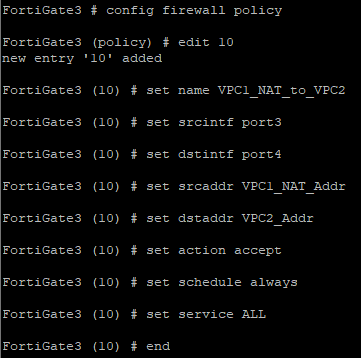 FortiGate3 # config firewall policy
FortiGate3 (policy) # edit 10
new entry '10' added
FortiGate3 (10) # set name VPC1_NAT_to_VPC2
FortiGate3 (10) # set srcintf port3
FortiGate3 (10) # set dstintf port4
FortiGate3 (10) # set srcaddr VPC1_NAT_Addr
FortiGate3 (10) # set dstaddr VPC2_Addr
FortiGate3 (10) # set action accept
FortiGate3 (10) # set schedule always
FortiGate3 (10) # set service ALL
FortiGate3 (10) # end